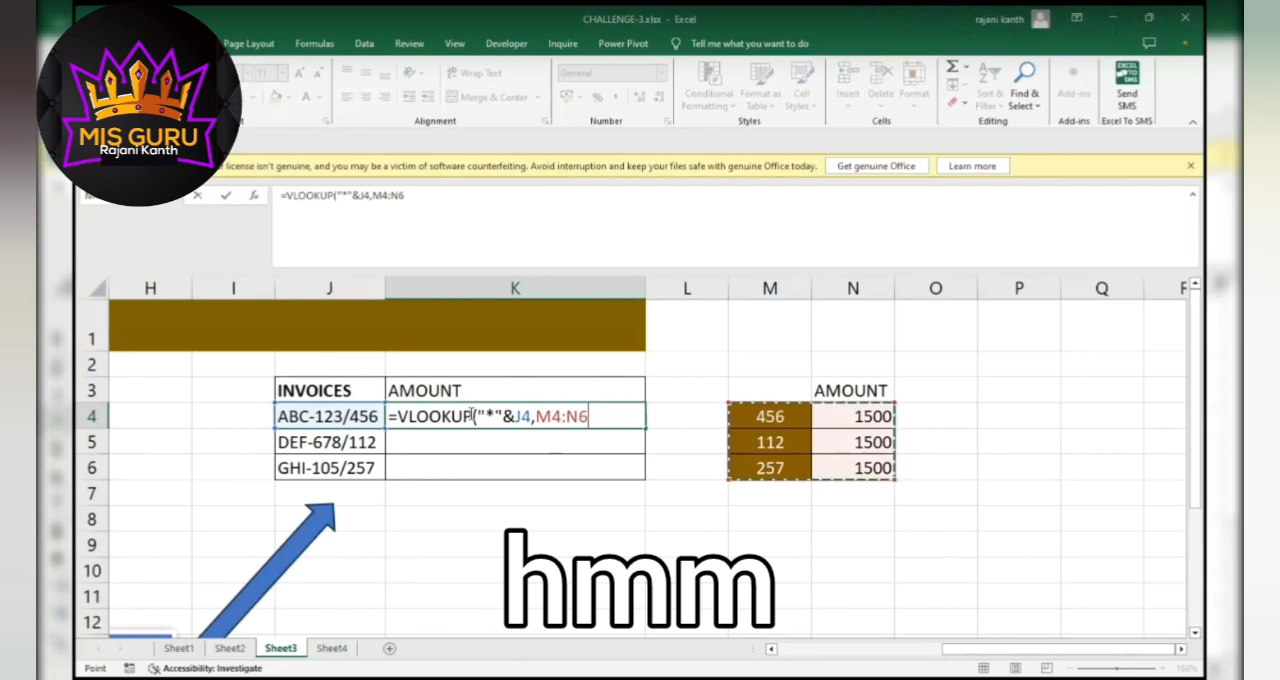 CHALLENGE-3.xlsx - Excel
rajani kanth
Page Layout Formulas Data Review View Developer Inquire Power Pivot Tell me what you want to do
11 A A Wrap Text General Conditional Format as Cell Insert Delete Format Σ Sort & Find & Add-ins Send
A Merge & Center % Formatting Table Styles Filter Select SMS
Alignment Number Styles Cells Editing Add-ins Excel To SMS
MIS GURU
Rajani Kanth
license isn't genuine, and you may be a victim of software counterfeiting. Avoid interruption and keep your files safe with genuine Office today. Get genuine Office Learn more
fx =VLOOKUP("*"&J4,M4:N6
H I J K L M N O P Q
1
2
3 INVOICES AMOUNT AMOUNT
4 ABC-123/456 =VLOOKUP("*"&J4,M4:N6 456 1500
5 DEF-678/112 112 1500
6 GHI-105/257 257 1500
7
8
9
10
11
12
hmm
Sheet1 Sheet2 Sheet3 Sheet4
Point Accessibility: Investigate 166%